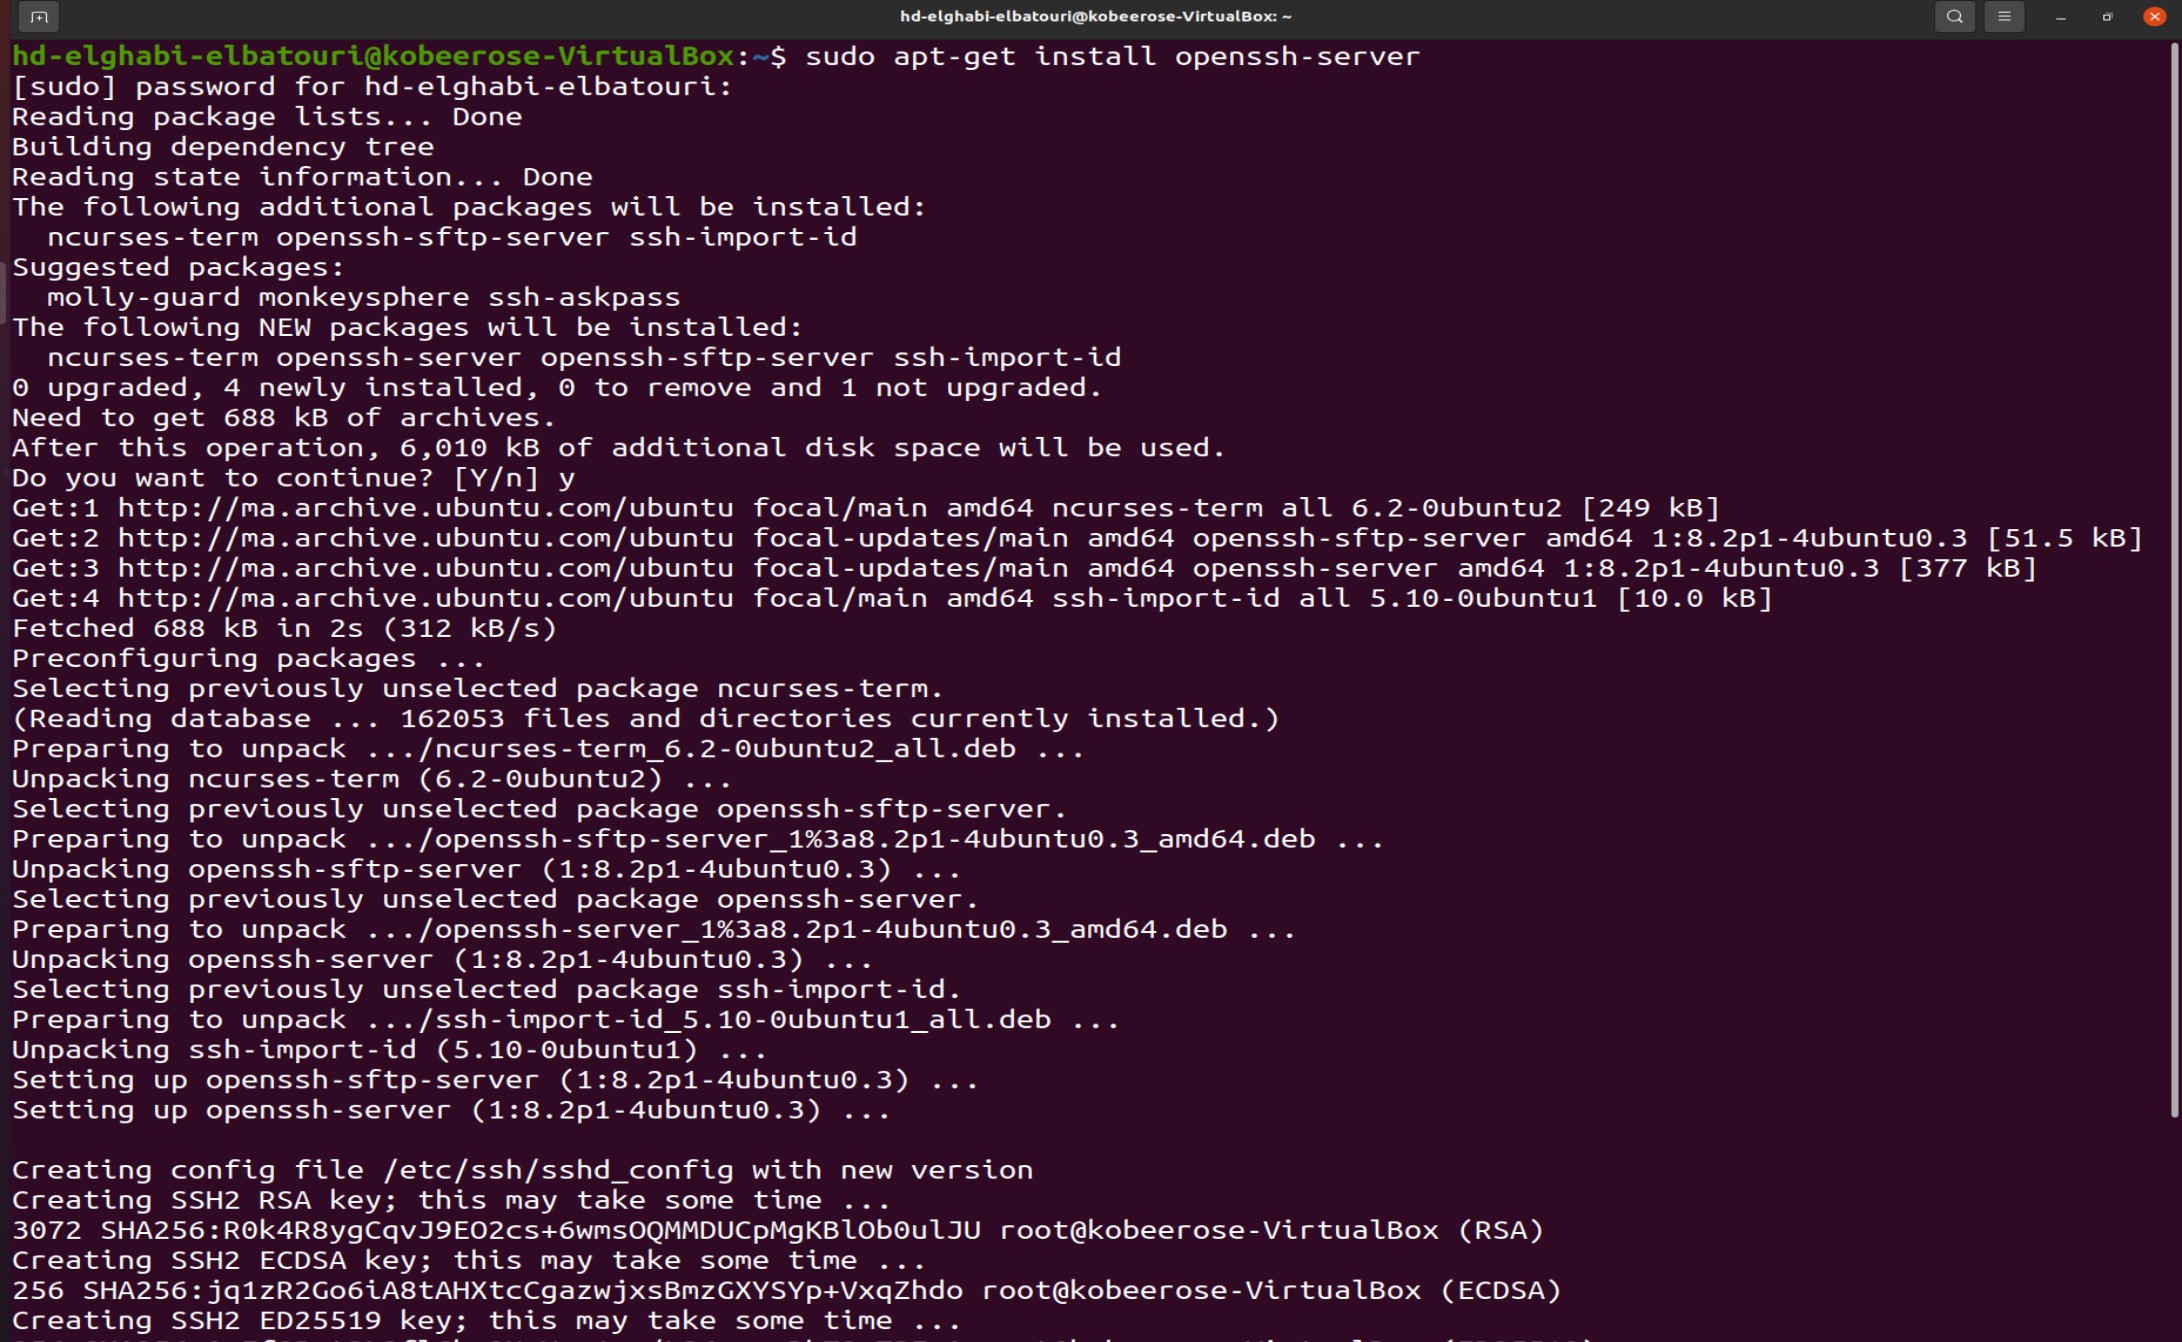 hd-elghabi-elbatouri@kobeerose-VirtualBox: ~
hd-elghabi-elbatouri@kobeerose-VirtualBox:~$ sudo apt-get install openssh-server
[sudo] password for hd-elghabi-elbatouri:
Reading package lists... Done
Building dependency tree
Reading state information... Done
The following additional packages will be installed:
  ncurses-term openssh-sftp-server ssh-import-id
Suggested packages:
  molly-guard monkeysphere ssh-askpass
The following NEW packages will be installed:
  ncurses-term openssh-server openssh-sftp-server ssh-import-id
0 upgraded, 4 newly installed, 0 to remove and 1 not upgraded.
Need to get 688 kB of archives.
After this operation, 6,010 kB of additional disk space will be used.
Do you want to continue? [Y/n] y
Get:1 http://ma.archive.ubuntu.com/ubuntu focal/main amd64 ncurses-term all 6.2-0ubuntu2 [249 kB]
Get:2 http://ma.archive.ubuntu.com/ubuntu focal-updates/main amd64 openssh-sftp-server amd64 1:8.2p1-4ubuntu0.3 [51.5 kB]
Get:3 http://ma.archive.ubuntu.com/ubuntu focal-updates/main amd64 openssh-server amd64 1:8.2p1-4ubuntu0.3 [377 kB]
Get:4 http://ma.archive.ubuntu.com/ubuntu focal/main amd64 ssh-import-id all 5.10-0ubuntu1 [10.0 kB]
Fetched 688 kB in 2s (312 kB/s)
Preconfiguring packages ...
Selecting previously unselected package ncurses-term.
(Reading database ... 162053 files and directories currently installed.)
Preparing to unpack .../ncurses-term_6.2-0ubuntu2_all.deb ...
Unpacking ncurses-term (6.2-0ubuntu2) ...
Selecting previously unselected package openssh-sftp-server.
Preparing to unpack .../openssh-sftp-server_1%3a8.2p1-4ubuntu0.3_amd64.deb ...
Unpacking openssh-sftp-server (1:8.2p1-4ubuntu0.3) ...
Selecting previously unselected package openssh-server.
Preparing to unpack .../openssh-server_1%3a8.2p1-4ubuntu0.3_amd64.deb ...
Unpacking openssh-server (1:8.2p1-4ubuntu0.3) ...
Selecting previously unselected package ssh-import-id.
Preparing to unpack .../ssh-import-id_5.10-0ubuntu1_all.deb ...
Unpacking ssh-import-id (5.10-0ubuntu1) ...
Setting up openssh-sftp-server (1:8.2p1-4ubuntu0.3) ...
Setting up openssh-server (1:8.2p1-4ubuntu0.3) ...
Creating config file /etc/ssh/sshd_config with new version
Creating SSH2 RSA key; this may take some time ...
3072 SHA256:R0k4R8ygCqvJ9EO2cs+6wmsOQMMDUCpMgKBlOb0ulJU root@kobeerose-VirtualBox (RSA)
Creating SSH2 ECDSA key; this may take some time ...
256 SHA256:jq1zR2Go6iA8tAHXtcCgazwjxsBmzGXYSYp+VxqZhdo root@kobeerose-VirtualBox (ECDSA)
Creating SSH2 ED25519 key; this may take some time ...